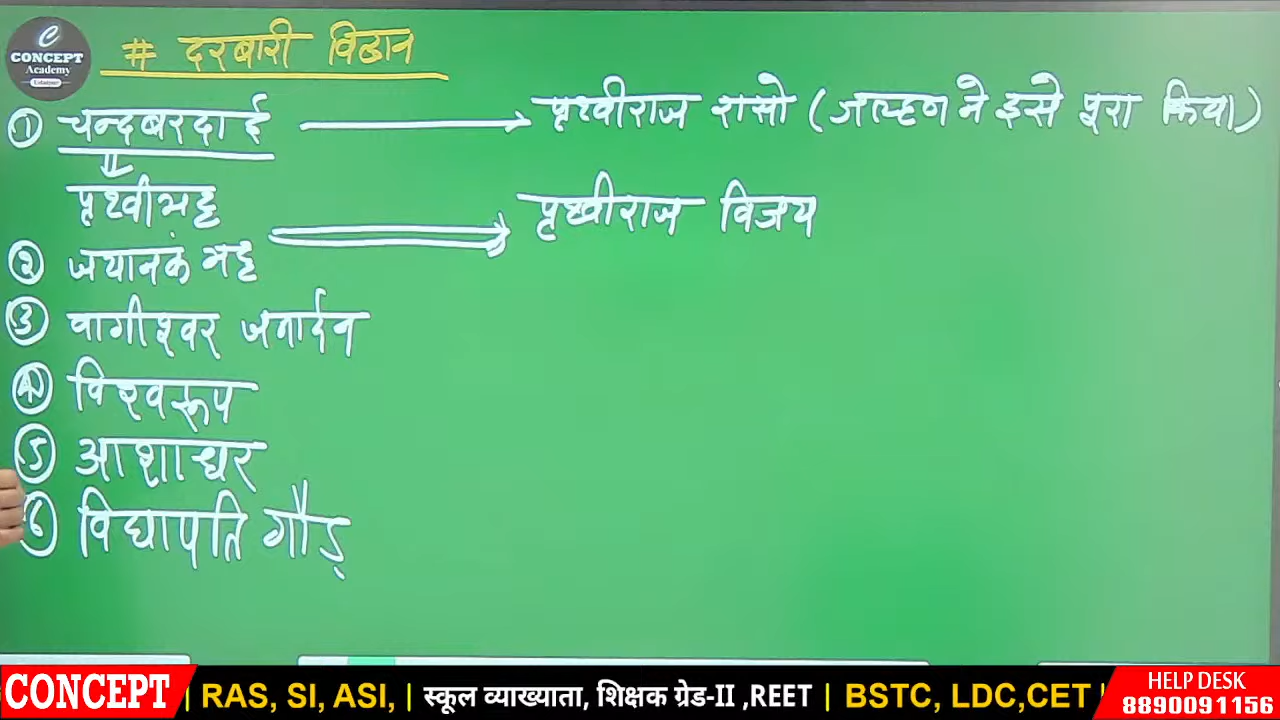 e
CONCEPT
Academy
Udaipur
# दरबारी विद्वान
① चन्दबरदाई → पृथ्वीराज रासो (जल्हण ने इसे पूरा किया)
पृथ्वीभट्ट
② जयानक भट्ट → पृथ्वीराज विजय
③ वागीश्वर जनार्दन
④ विश्वरूप
⑤ आशाधर
⑥ विद्यापति गौड़
CONCEPT | RAS, SI, ASI, | स्कूल व्याख्याता, शिक्षक ग्रेड-II ,REET | BSTC, LDC,CET | HELP DESK
8890091156